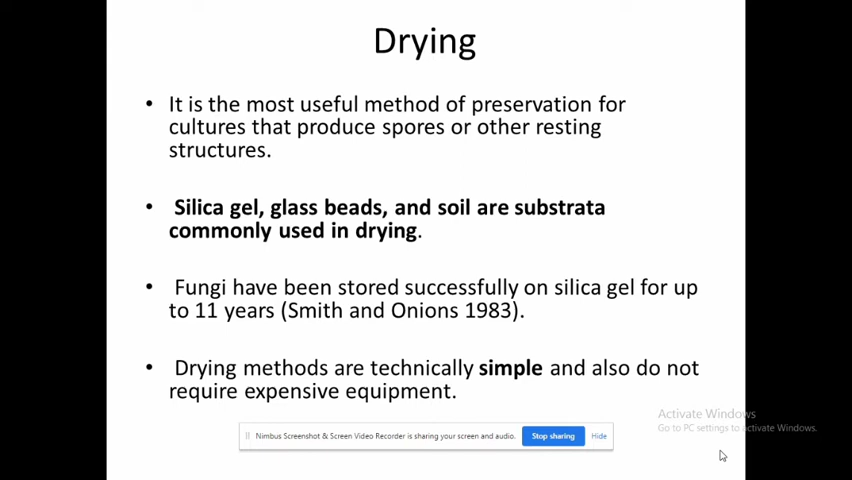 Drying
• It is the most useful method of preservation for
cultures that produce spores or other resting
structures.
• Silica gel, glass beads, and soil are substrata
commonly used in drying.
• Fungi have been stored successfully on silica gel for up
to 11 years (Smith and Onions 1983).
• Drying methods are technically simple and also do not
require expensive equipment.
Activate Windows
Go to PC settings to Activate Windows.
Nimbus Screenshot & Screen Video Recorder is sharing your screen and audio. Stop sharing Hide